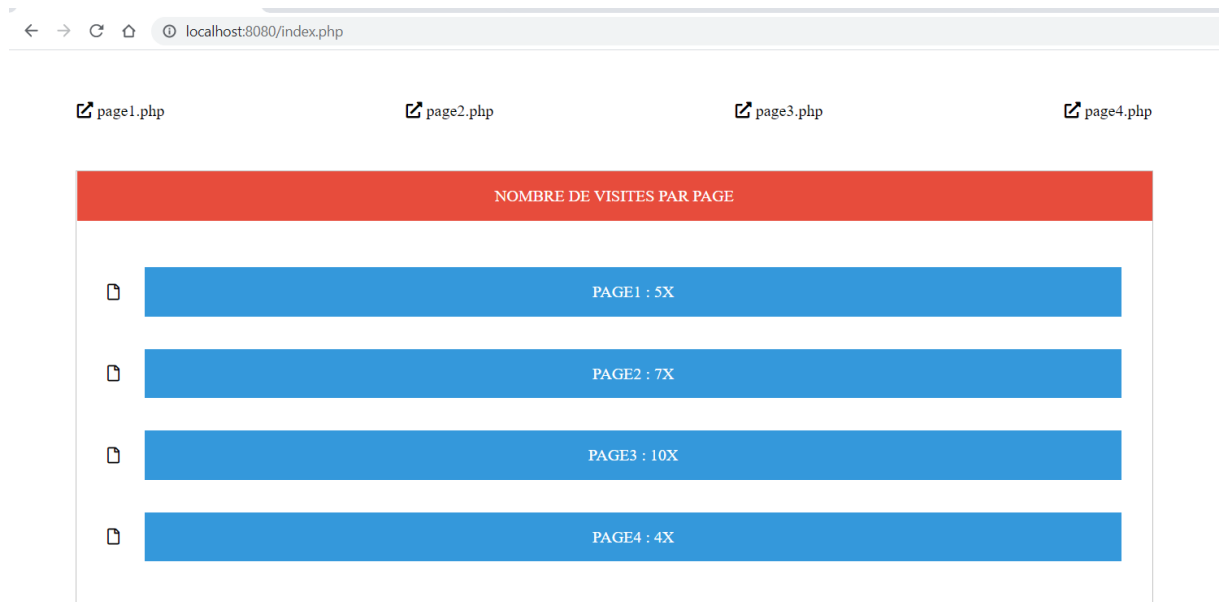 localhost:8080/index.php
page1.php page2.php page3.php page4.php
NOMBRE DE VISITES PAR PAGE
PAGE1 : 5X
PAGE2 : 7X
PAGE3 : 10X
PAGE4 : 4X